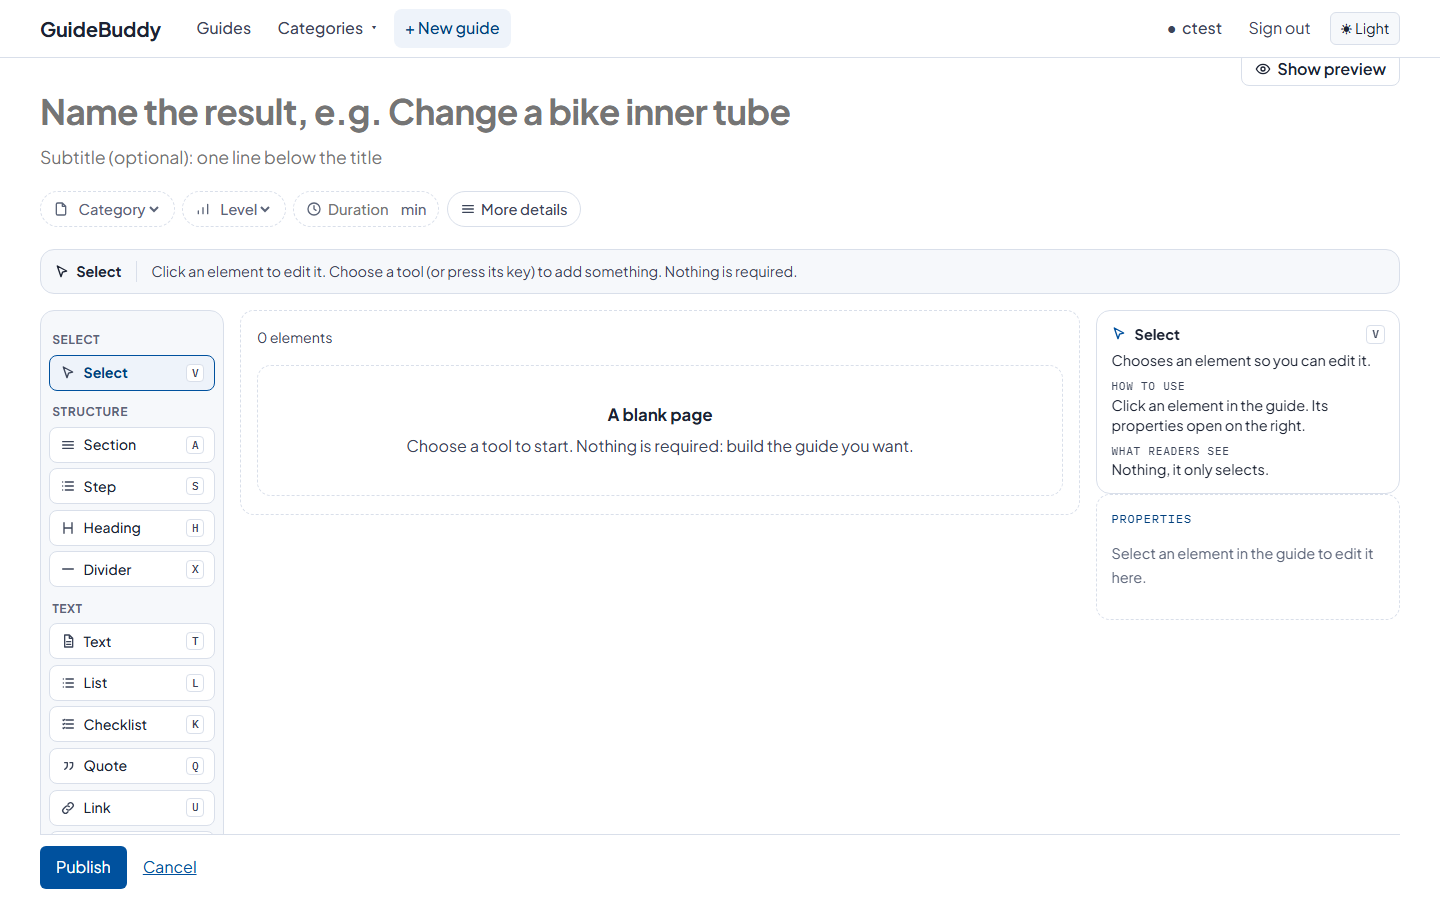 GuideBuddy Guides Categories + New guide ctest Sign out Light
Show preview
Name the result, e.g. Change a bike inner tube
Subtitle (optional): one line below the title
Category Level Duration min More details
Select Click an element to edit it. Choose a tool (or press its key) to add something. Nothing is required.
SELECT
Select V
STRUCTURE
Section A
Step S
Heading H
Divider X
TEXT
Text T
List L
Checklist K
Quote Q
Link U
0 elements
A blank page
Choose a tool to start. Nothing is required: build the guide you want.
Select V
Chooses an element so you can edit it.
HOW TO USE
Click an element in the guide. Its
properties open on the right.
WHAT READERS SEE
Nothing, it only selects.
PROPERTIES
Select an element in the guide to edit it
here.
Publish Cancel